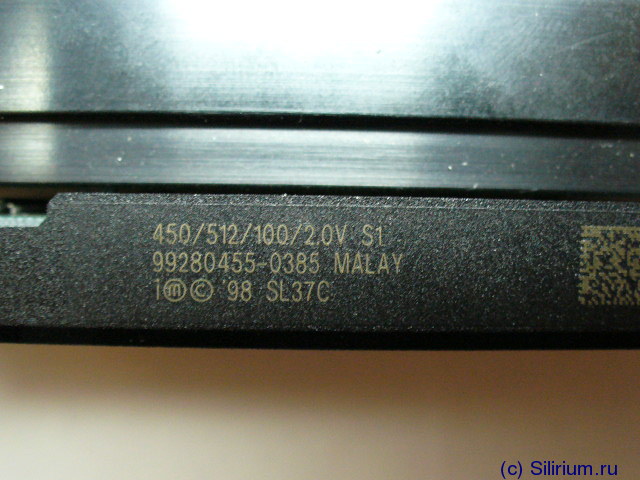 450/512/100/2.0V S1
99280455-0385 MALAY
i ⓜ © '98 SL37C
(c) Silirium.ru